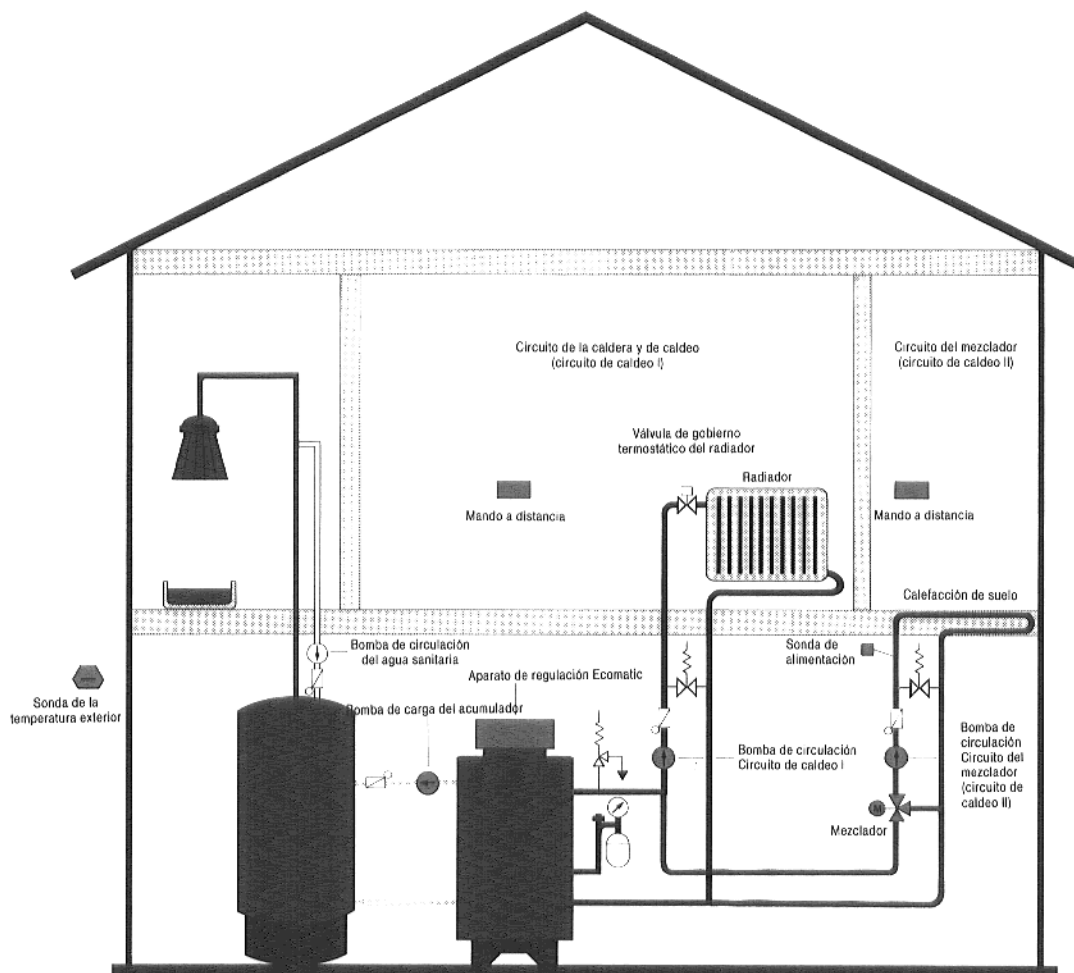 Circuito de la caldera y de caldeo
(circuito de caldeo I)
Circuito del mezclador
(circuito de caldeo II)
Válvula de gobierno
termostático del radiador
Radiador
Mando a distancia
Mando a distancia
Calefacción de suelo
Bomba de circulación
del agua sanitaria
Sonda de
alimentación
Aparato de regulación Ecomatic
Sonda de la
temperatura exterior
Bomba de carga del acumulador
Bomba de circulación
Circuito de caldeo I
Bomba de
circulación
Circuito del
mezclador
(circuito de
caldeo II)
M
Mezclador